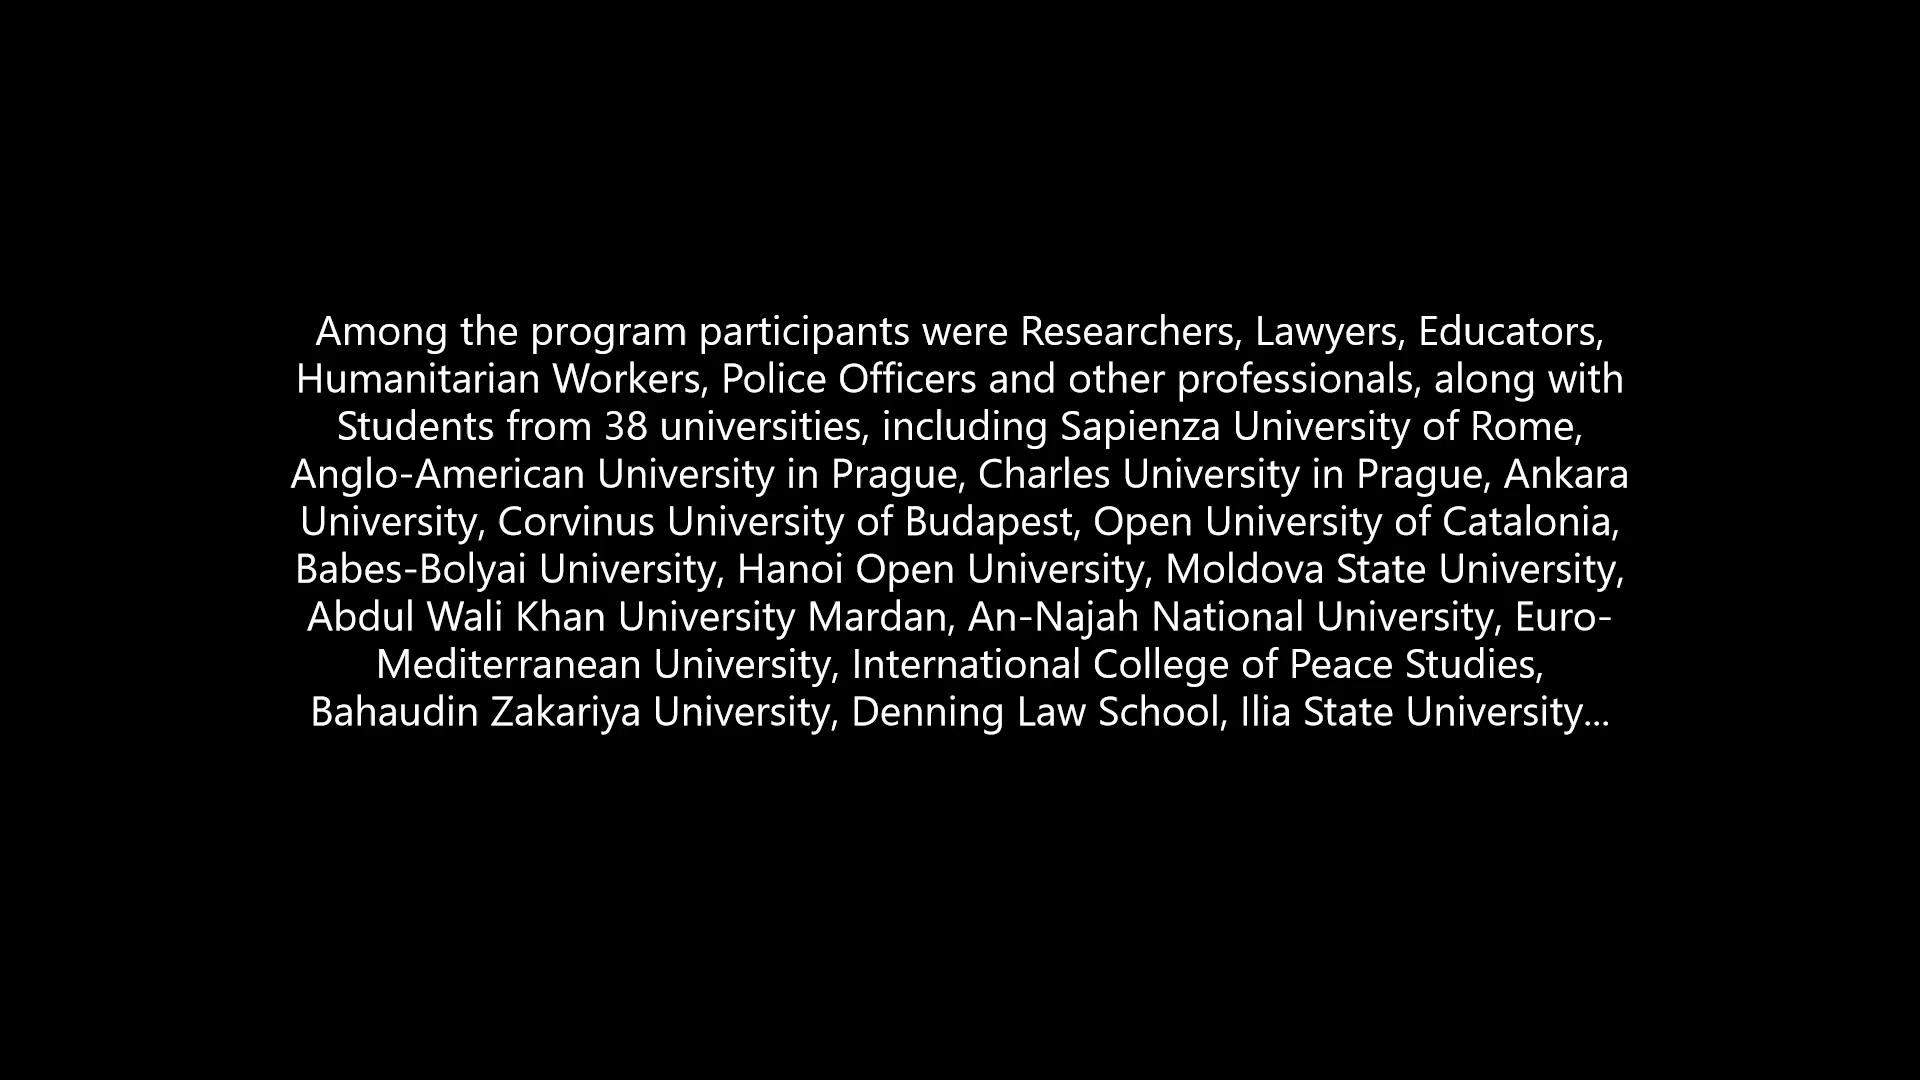 Among the program participants were Researchers, Lawyers, Educators,
Humanitarian Workers, Police Officers and other professionals, along with
Students from 38 universities, including Sapienza University of Rome,
Anglo-American University in Prague, Charles University in Prague, Ankara
University, Corvinus University of Budapest, Open University of Catalonia,
Babes-Bolyai University, Hanoi Open University, Moldova State University,
Abdul Wali Khan University Mardan, An-Najah National University, Euro-
Mediterranean University, International College of Peace Studies,
Bahaudin Zakariya University, Denning Law School, Ilia State University...